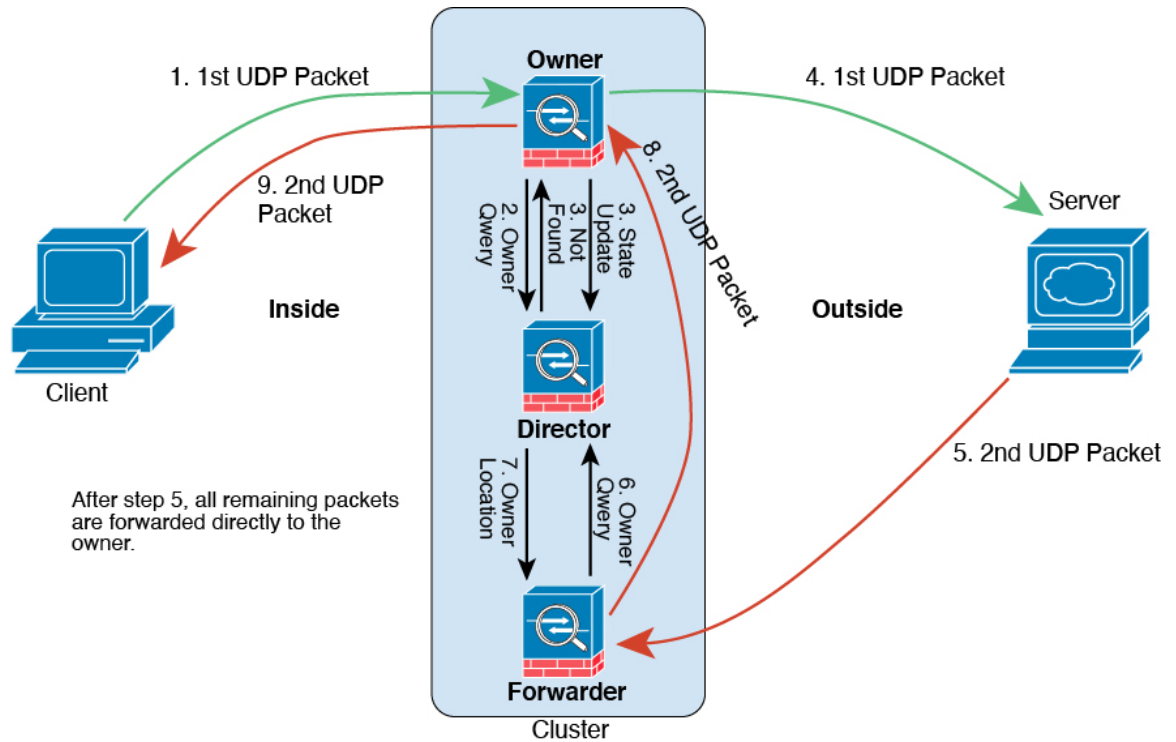 Owner
1. 1st UDP Packet
4. 1st UDP Packet
9. 2nd UDP
Packet
2. Owner
Qwery
3. Not
Found
3. State
Update
8. 2nd UDP Packet
Server
Inside
Outside
Client
Director
5. 2nd UDP Packet
7. Owner
Location
6. Owner
Qwery
After step 5, all remaining packets
are forwarded directly to the
owner.
Forwarder
Cluster